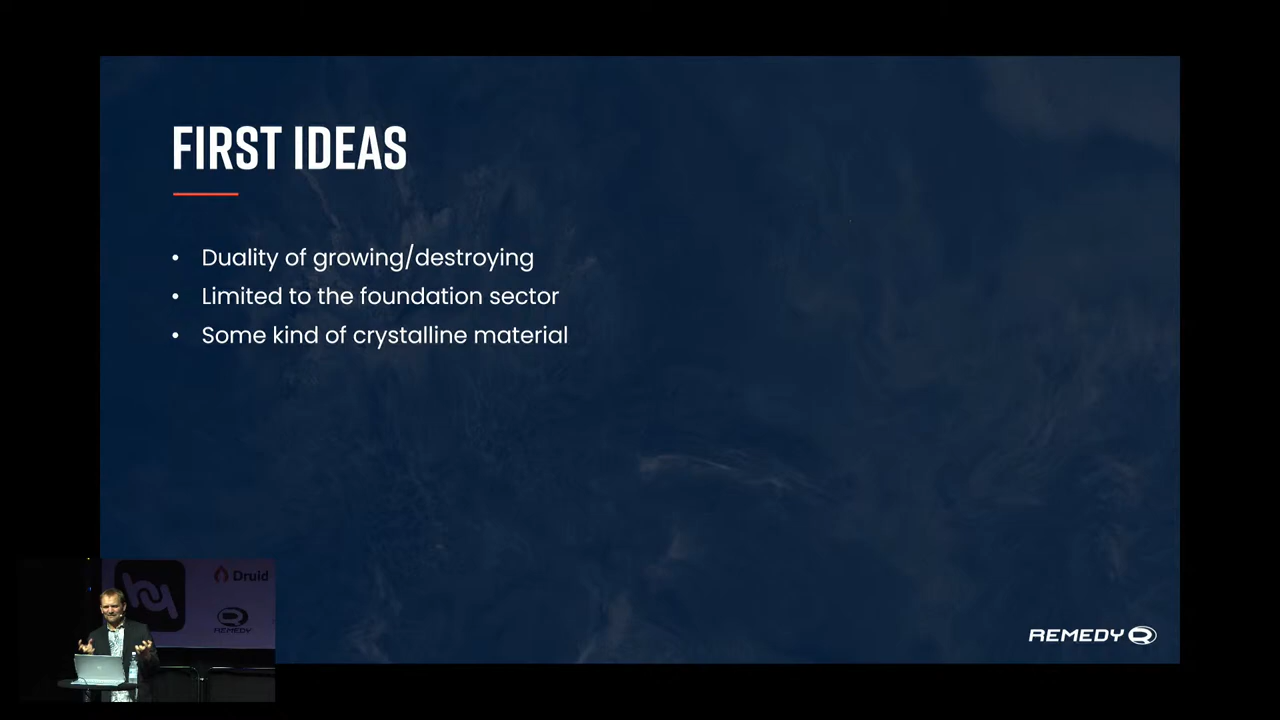 FIRST IDEAS
• Duality of growing/destroying
• Limited to the foundation sector
• Some kind of crystalline material
REMEDY
Druid
REMEDY